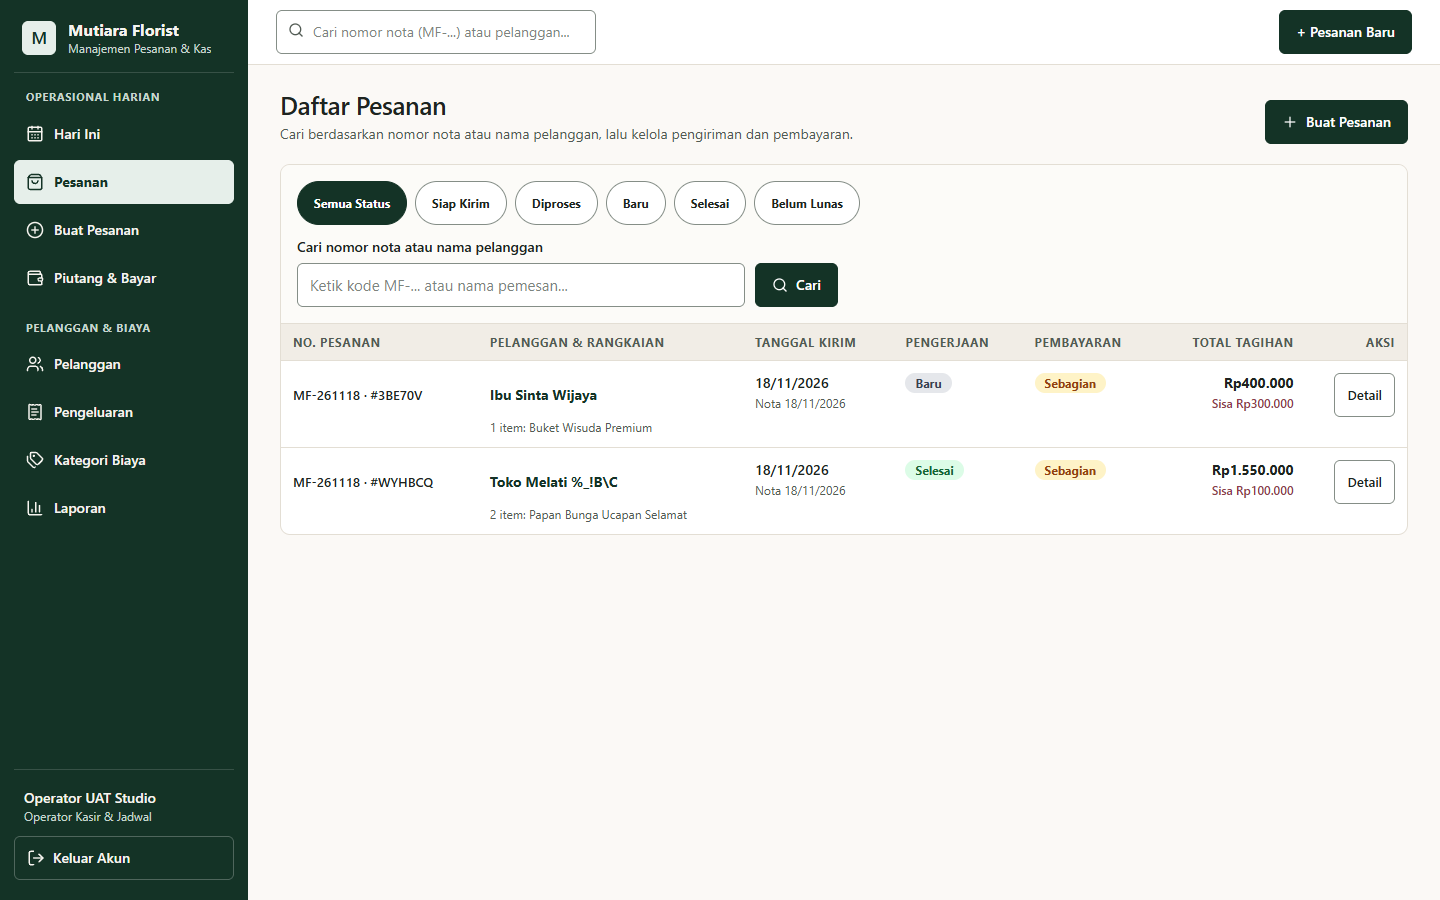 M
Mutiara Florist
Manajemen Pesanan & Kas
OPERASIONAL HARIAN
Hari Ini
Pesanan
Buat Pesanan
Piutang & Bayar
PELANGGAN & BIAYA
Pelanggan
Pengeluaran
Kategori Biaya
Laporan
Operator UAT Studio
Operator Kasir & Jadwal
Keluar Akun
Cari nomor nota (MF-...) atau pelanggan...
+ Pesanan Baru
Daftar Pesanan
Cari berdasarkan nomor nota atau nama pelanggan, lalu kelola pengiriman dan pembayaran.
+ Buat Pesanan
Semua Status Siap Kirim Diproses Baru Selesai Belum Lunas
Cari nomor nota atau nama pelanggan
Ketik kode MF-... atau nama pemesan...
Cari
NO. PESANAN PELANGGAN & RANGKAIAN TANGGAL KIRIM PENGERJAAN PEMBAYARAN TOTAL TAGIHAN AKSI
MF-261118 · #3BE70V Ibu Sinta Wijaya 18/11/2026 Baru Sebagian Rp400.000 Detail
Nota 18/11/2026 Sisa Rp300.000
1 item: Buket Wisuda Premium
MF-261118 · #WYHBCQ Toko Melati %_!B\C 18/11/2026 Selesai Sebagian Rp1.550.000 Detail
Nota 18/11/2026 Sisa Rp100.000
2 item: Papan Bunga Ucapan Selamat